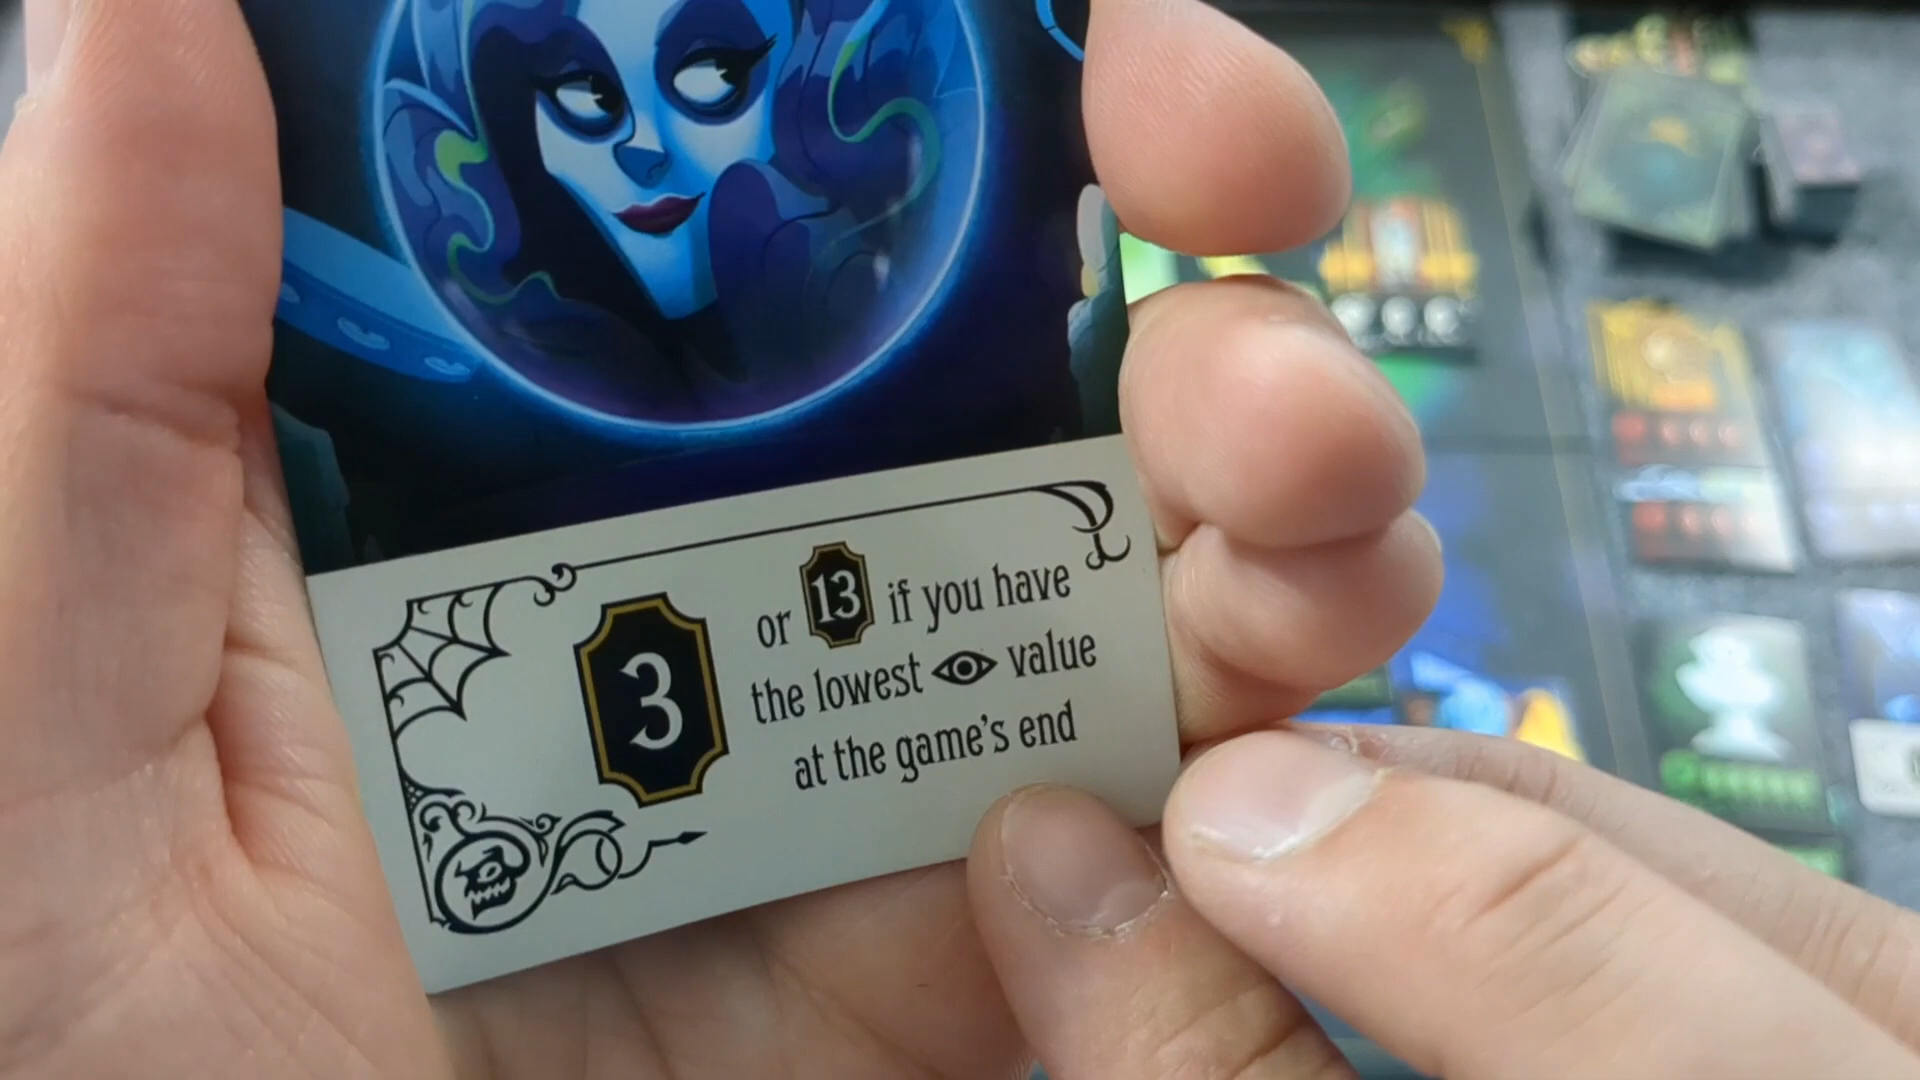 3
or 13 if you have
the lowest value
at the game's end